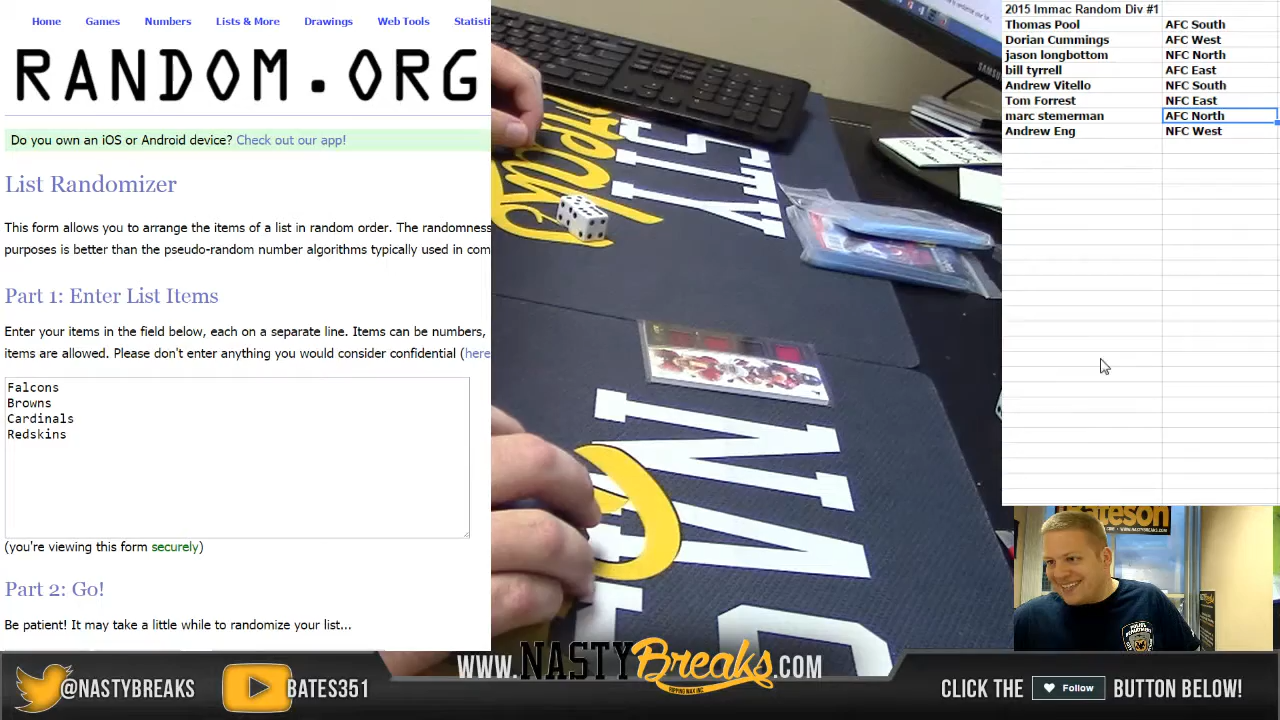 Home Games Numbers Lists & More Drawings Web Tools Statisti
RANDOM.ORG
Do you own an iOS or Android device? Check out our app!
List Randomizer
This form allows you to arrange the items of a list in random order. The randomness
purposes is better than the pseudo-random number algorithms typically used in com
Part 1: Enter List Items
Enter your items in the field below, each on a separate line. Items can be numbers,
items are allowed. Please don't enter anything you would consider confidential (here
Falcons
Browns
Cardinals
Redskins
(you're viewing this form securely)
Part 2: Go!
Be patient! It may take a little while to randomize your list...
2015 Immac Random Div #1
Thomas Pool AFC South
Dorian Cummings AFC West
jason longbottom NFC North
bill tyrrell AFC East
Andrew Vitello NFC South
Tom Forrest NFC East
marc stemerman AFC North
Andrew Eng NFC West
SAMSU
STY
@NASTYBREAKS
BATES351
WWW.NASTYBreaks.COM
RIPPING WAX INC.
CLICK THE Follow BUTTON BELOW!